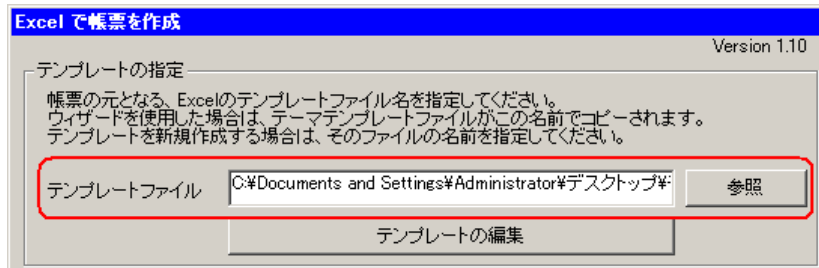 Excel で帳票を作成
Version 1.10
テンプレートの指定
帳票の元となる、Excelのテンプレートファイル名を指定してください。
ウィザードを使用した場合は、テーマテンプレートファイルがこの名前でコピーされます。
テンプレートを新規作成する場合は、そのファイルの名前を指定してください。
テンプレートファイル
C:¥Documents and Settings¥Administrator¥デスクトップ¥
参照
テンプレートの編集